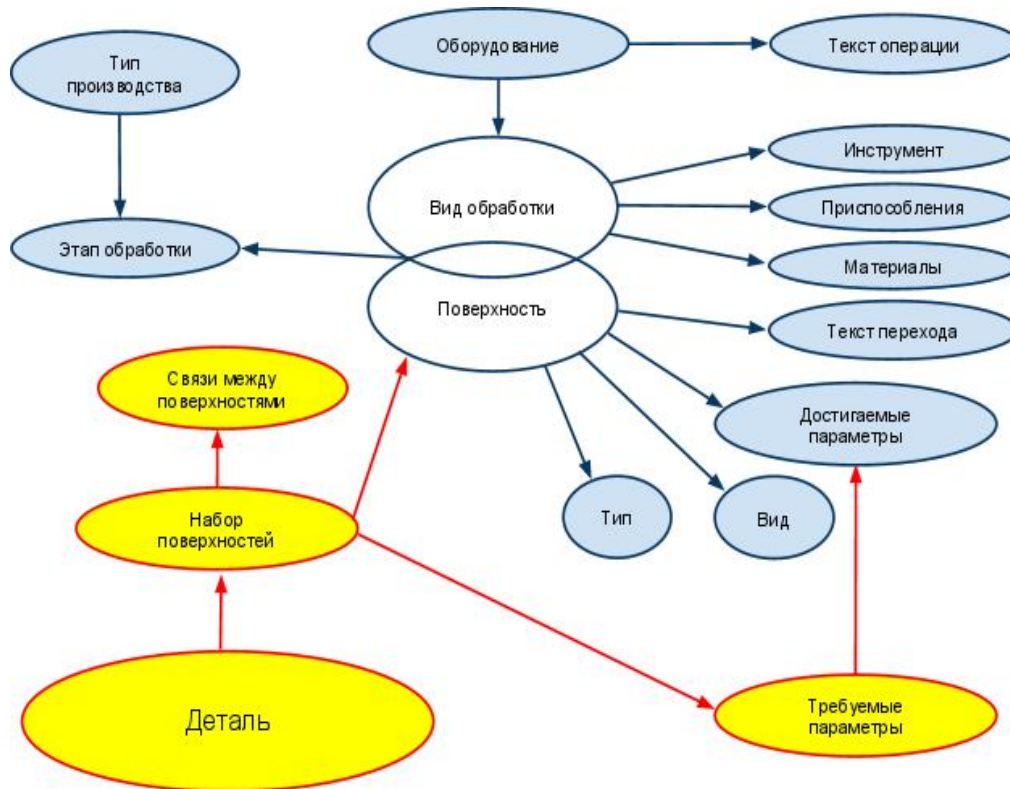 Оборудование
Текст операции
Тип
производства
Инструмент
Вид обработки
Приспособления
Этап обработки
Материалы
Поверхность
Текст перехода
Связи между
поверхностями
Достигаемые
параметры
Набор
поверхностей
Тип
Вид
Деталь
Требуемые
параметры